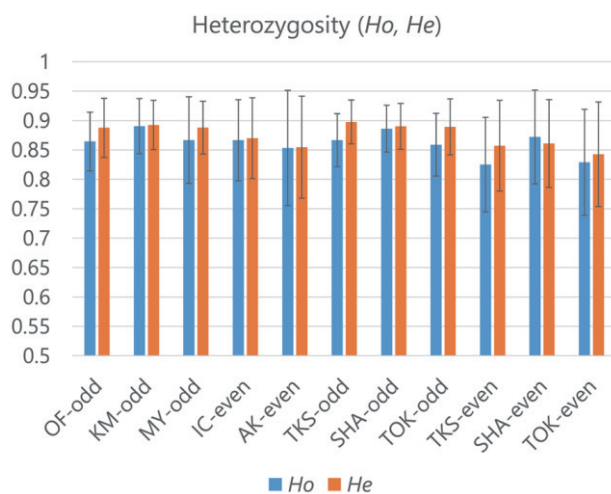 Heterozygosity (Ho, He)
1
0.95
0.9
0.85
0.8
0.75
0.7
0.65
0.6
0.55
0.5
OF-odd
KM-odd
MY-odd
IC-even
AK-even
TKS-odd
SHA-odd
TOK-odd
TKS-even
SHA-even
TOK-even
Ho He